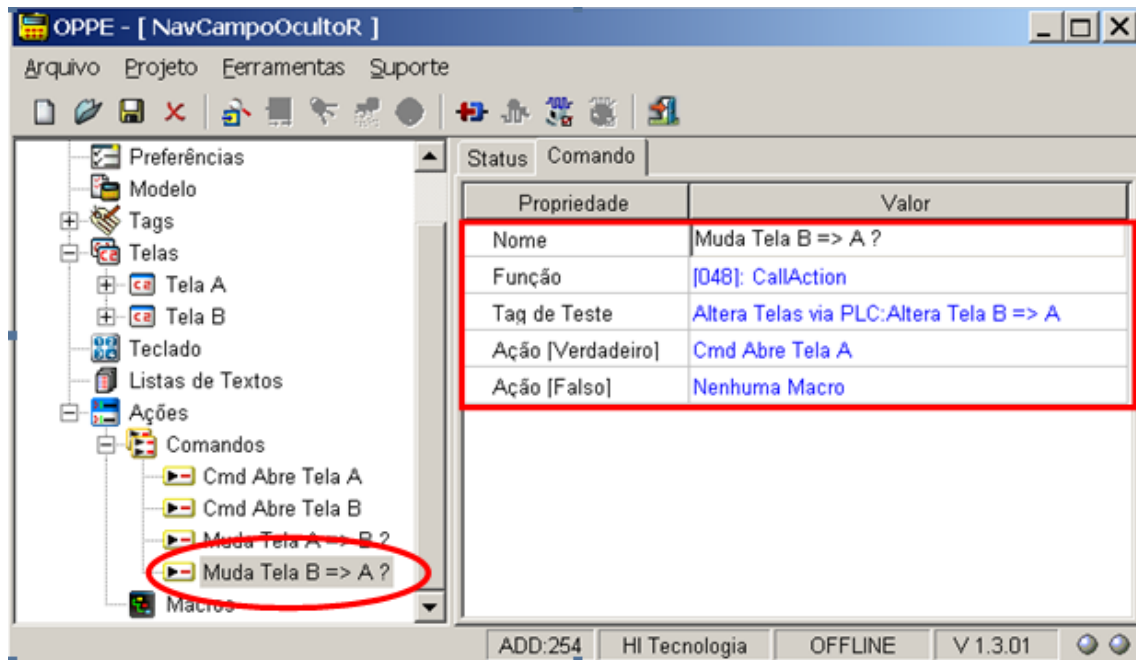 OPPE - [ NavCampoOcultoR ]
Arquivo Projeto Ferramentas Suporte
Preferências
Modelo
Tags
Telas
Tela A
Tela B
Teclado
Listas de Textos
Ações
Comandos
Cmd Abre Tela A
Cmd Abre Tela B
Muda Tela A => B ?
Muda Tela B => A ?
Macros
Status Comando
Propriedade Valor
Nome Muda Tela B => A ?
Função [048]: CallAction
Tag de Teste Altera Telas via PLC:Altera Tela B => A
Ação [Verdadeiro] Cmd Abre Tela A
Ação [Falso] Nenhuma Macro
ADD:254 HI Tecnologia OFFLINE V 1.3.01